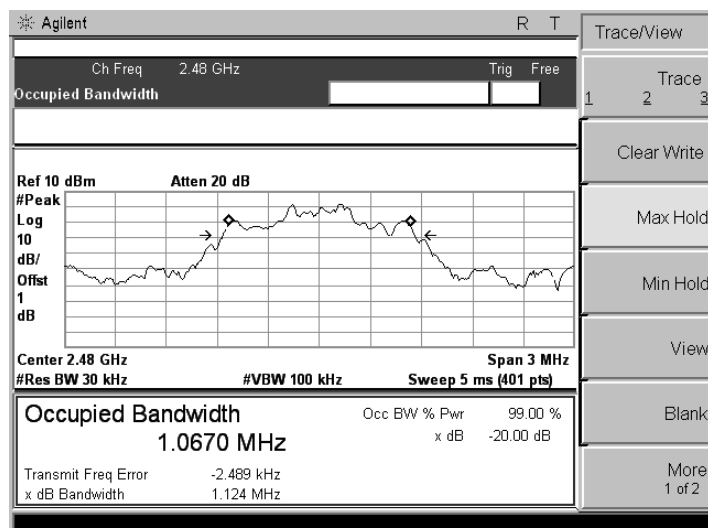 Agilent R T
Ch Freq 2.48 GHz Trig Free
Occupied Bandwidth
Ref 10 dBm Atten 20 dB
#Peak
Log
10
dB/
Offst
1
dB
Center 2.48 GHz Span 3 MHz
#Res BW 30 kHz #VBW 100 kHz Sweep 5 ms (401 pts)
Occupied Bandwidth
1.0670 MHz
Occ BW % Pwr 99.00 %
x dB -20.00 dB
Transmit Freq Error -2.489 kHz
x dB Bandwidth 1.124 MHz
Trace/View
Trace
1 2 3
Clear Write
Max Hold
Min Hold
View
Blank
More
1 of 2